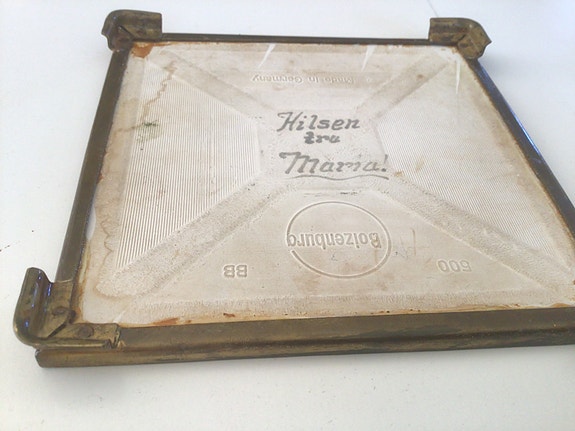 Made in Germany
Hilsen
fra
Maria!
Boizenburg
BB
600